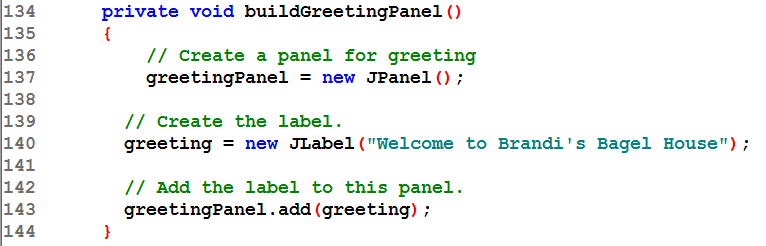 134      private void buildGreetingPanel()
135      {
136          // Create a panel for greeting
137          greetingPanel = new JPanel();
138
139        // Create the label.
140        greeting = new JLabel("Welcome to Brandi's Bagel House");
141
142        // Add the label to this panel.
143        greetingPanel.add(greeting);
144      }